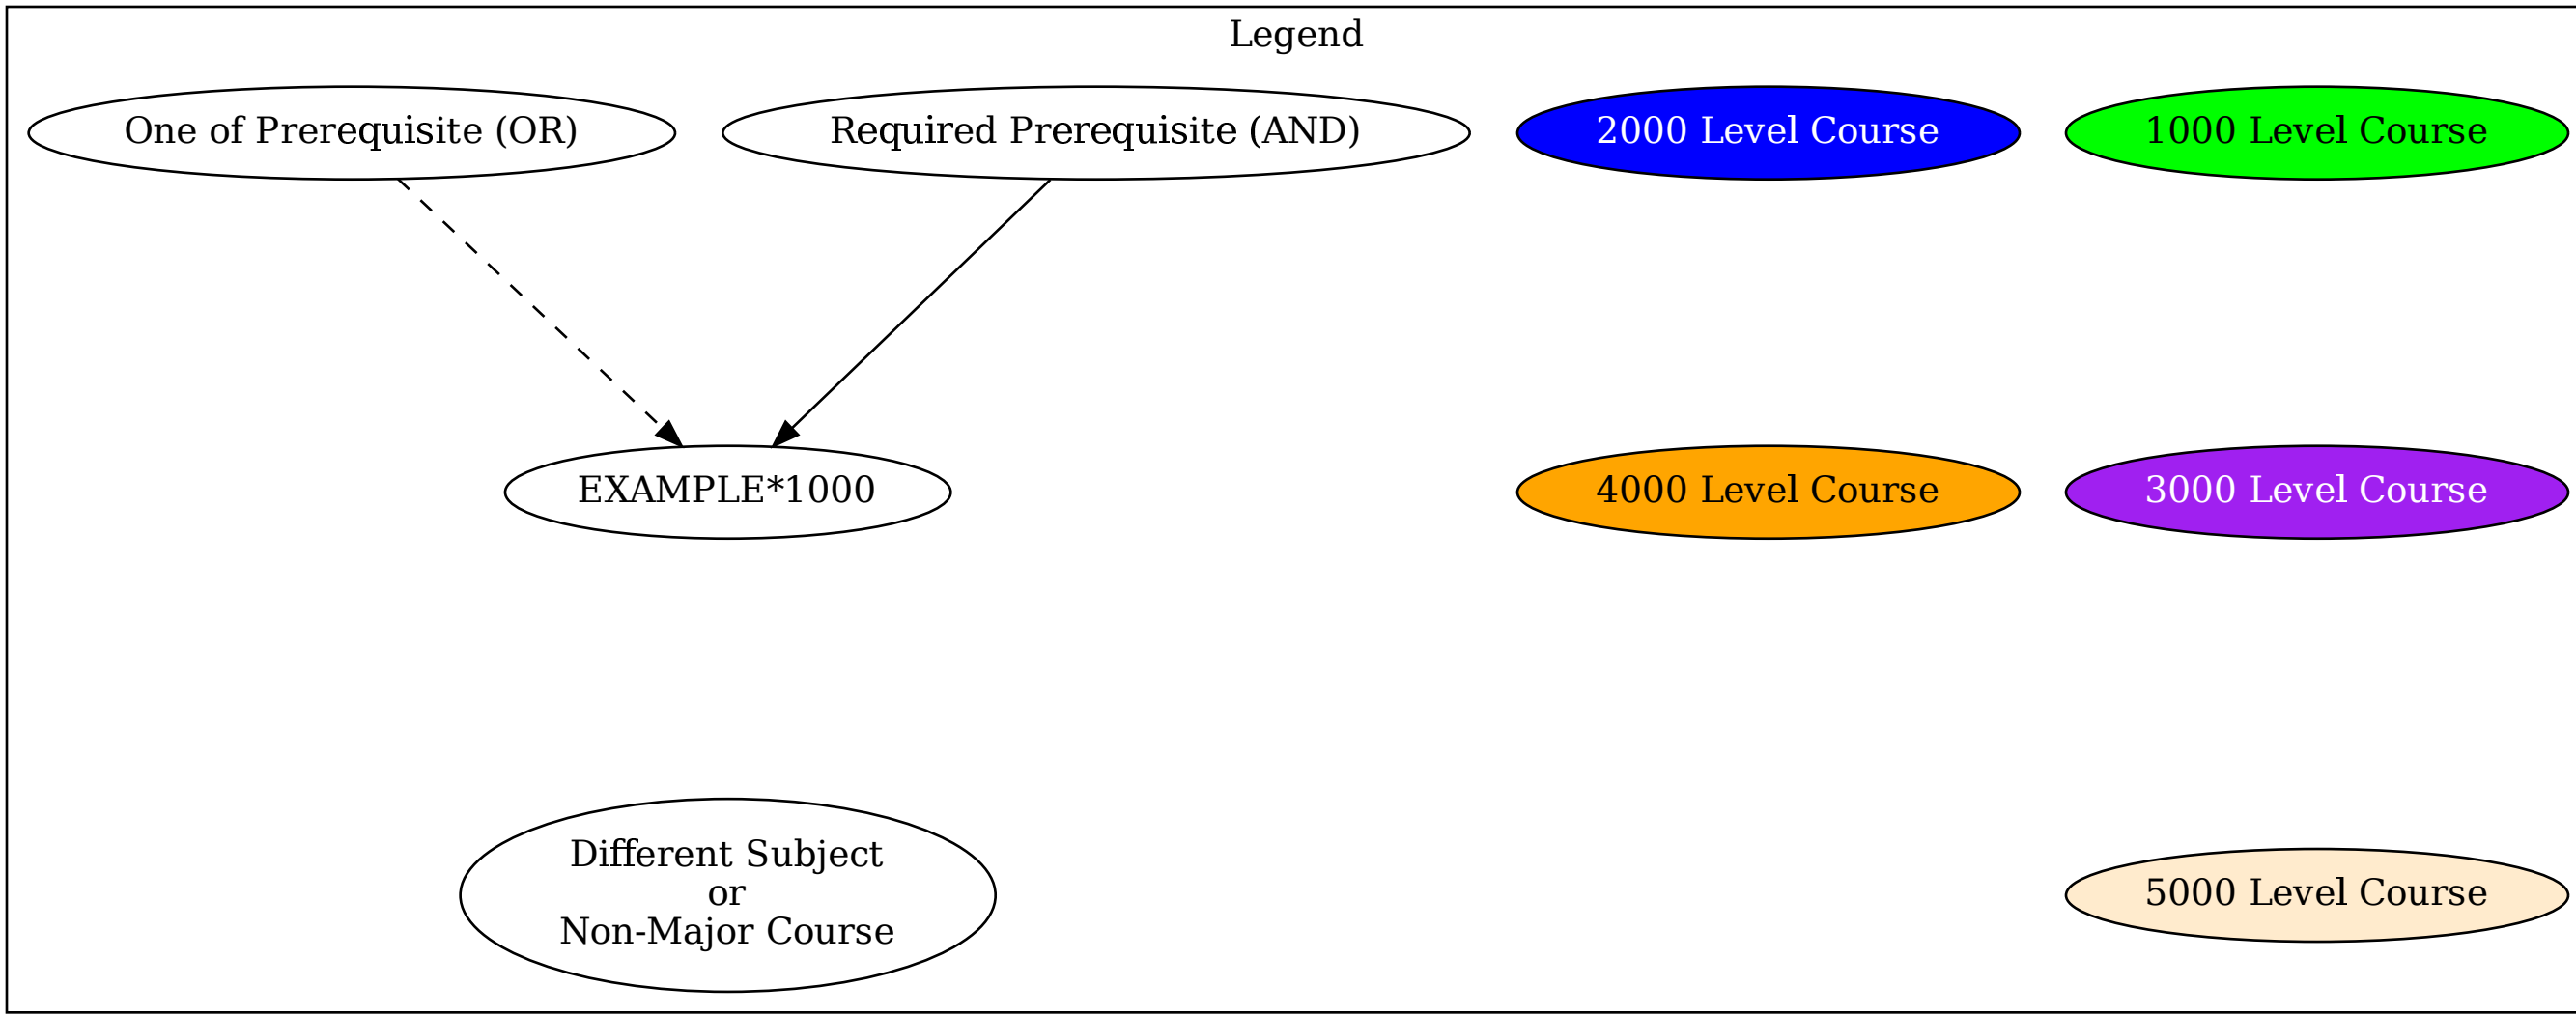 Legend
One of Prerequisite (OR)
Required Prerequisite (AND)
2000 Level Course
1000 Level Course
EXAMPLE*1000
4000 Level Course
3000 Level Course
Different Subject
or
Non-Major Course
5000 Level Course